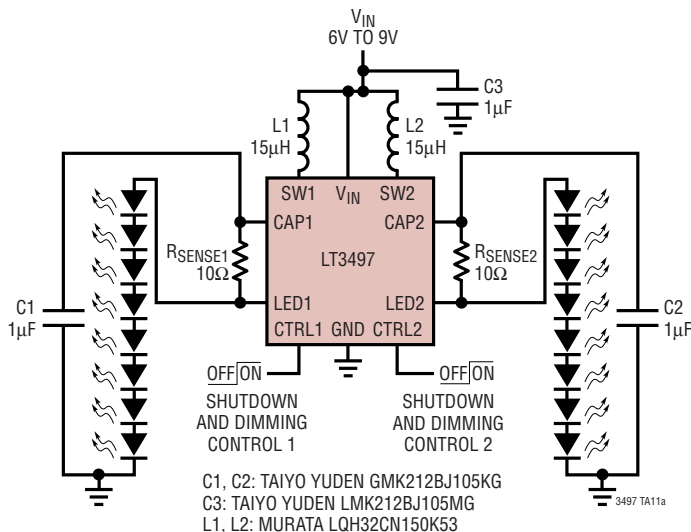 VIN
6V TO 9V
C3
1µF
L1
15µH
L2
15µH
SW1
VIN
SW2
CAP1
CAP2
RSENSE1
10Ω
LT3497
RSENSE2
10Ω
C1
1µF
LED1
LED2
C2
1µF
CTRL1
GND
CTRL2
OFF ON
SHUTDOWN
AND DIMMING
CONTROL 1
OFF ON
SHUTDOWN
AND DIMMING
CONTROL 2
C1, C2: TAIYO YUDEN GMK212BJ105KG
C3: TAIYO YUDEN LMK212BJ105MG
L1, L2: MURATA LQH32CN150K53
3497 TA11a